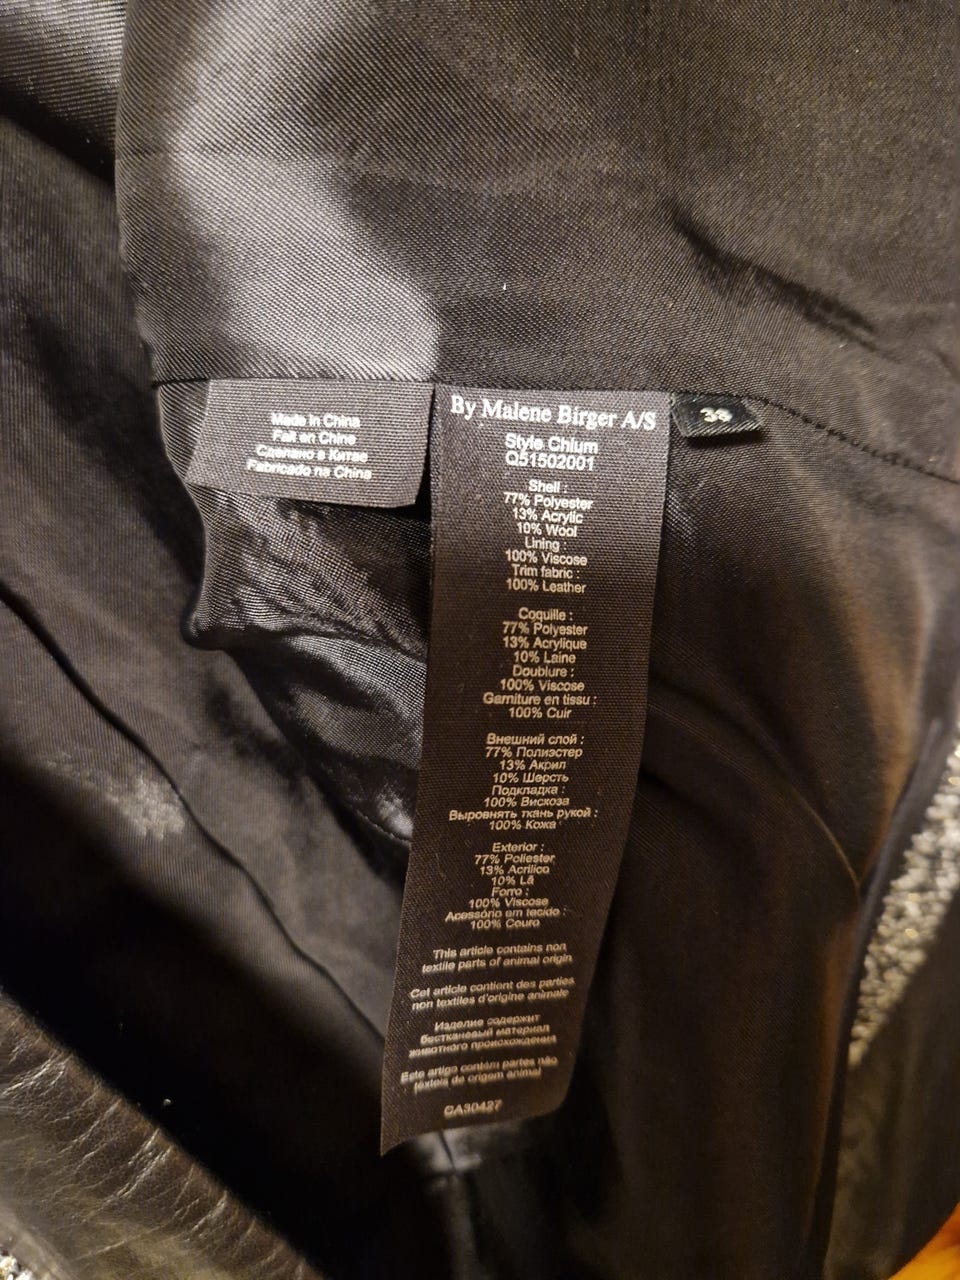 Made in China
Fait en Chine
Сделано в Китае
Fabricado na China
By Malene Birger A/S
Style Chium
Q51502001
Shell :
77% Polyester
13% Acrylic
10% Wool
Lining :
100% Viscose
Trim fabric :
100% Leather
Coquille :
77% Polyester
13% Acrylique
10% Laine
Doublure :
100% Viscose
Garniture en tissu :
100% Cuir
Внешний слой :
77% Полиэстер
13% Акрил
10% Шерсть
Подкладка :
100% Вискоза
Выровнять ткань рукой :
100% Кожа
Exterior :
77% Poliester
13% Acrílico
10% Lã
Forro :
100% Viscose
Acessório em tecido :
100% Couro
This article contains non
textile parts of animal origin
Cet article contient des parties
non textiles d'origine animale
Изделие содержит
бестканевый материал
животного происхождения
Este artigo contém partes não
têxteis de origem animal
CA30427